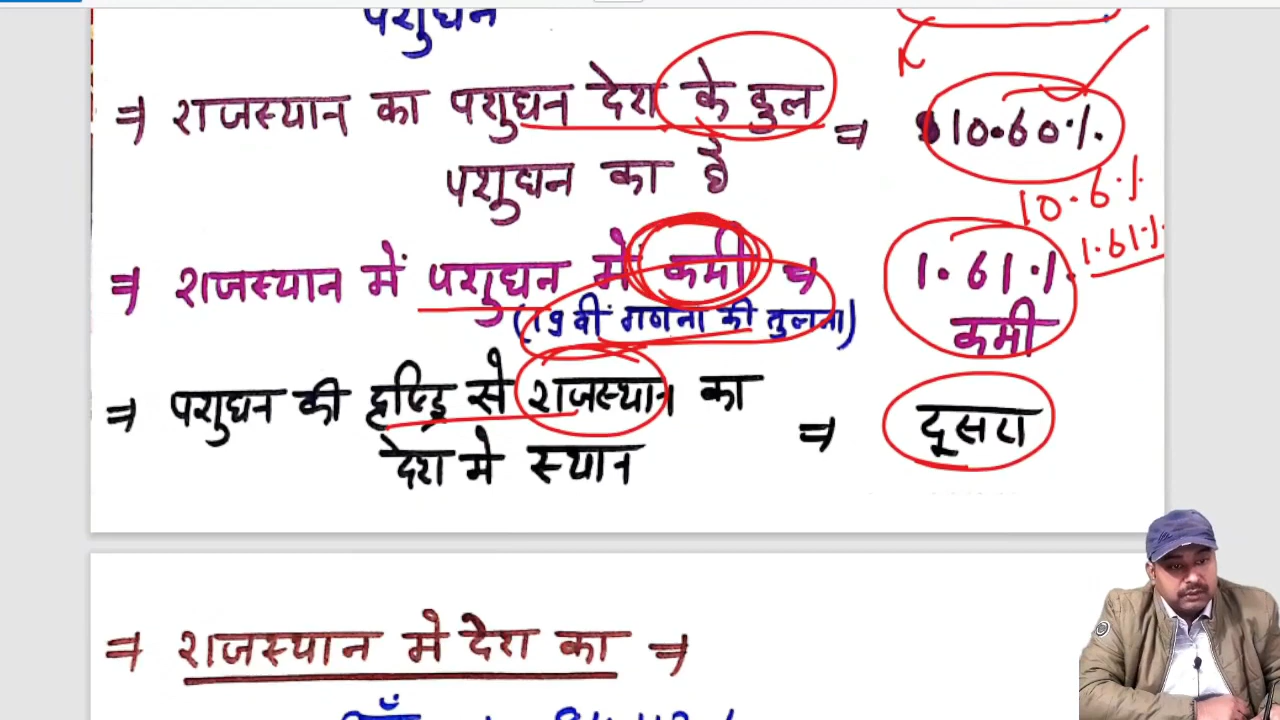 पशुधन
⇒ राजस्थान का पशुधन देश के कुल ⇒ 10.60%
पशुधन का है
10.6%
⇒ राजस्थान में पशुधन में कमी ⇒ 1.61%
1.61%
(19वीं गणना की तुलना) कमी
⇒ पशुधन की दृष्टि से राजस्थान का ⇒ दूसरा
देश मे स्थान
⇒ राजस्थान मे देश का ⇒